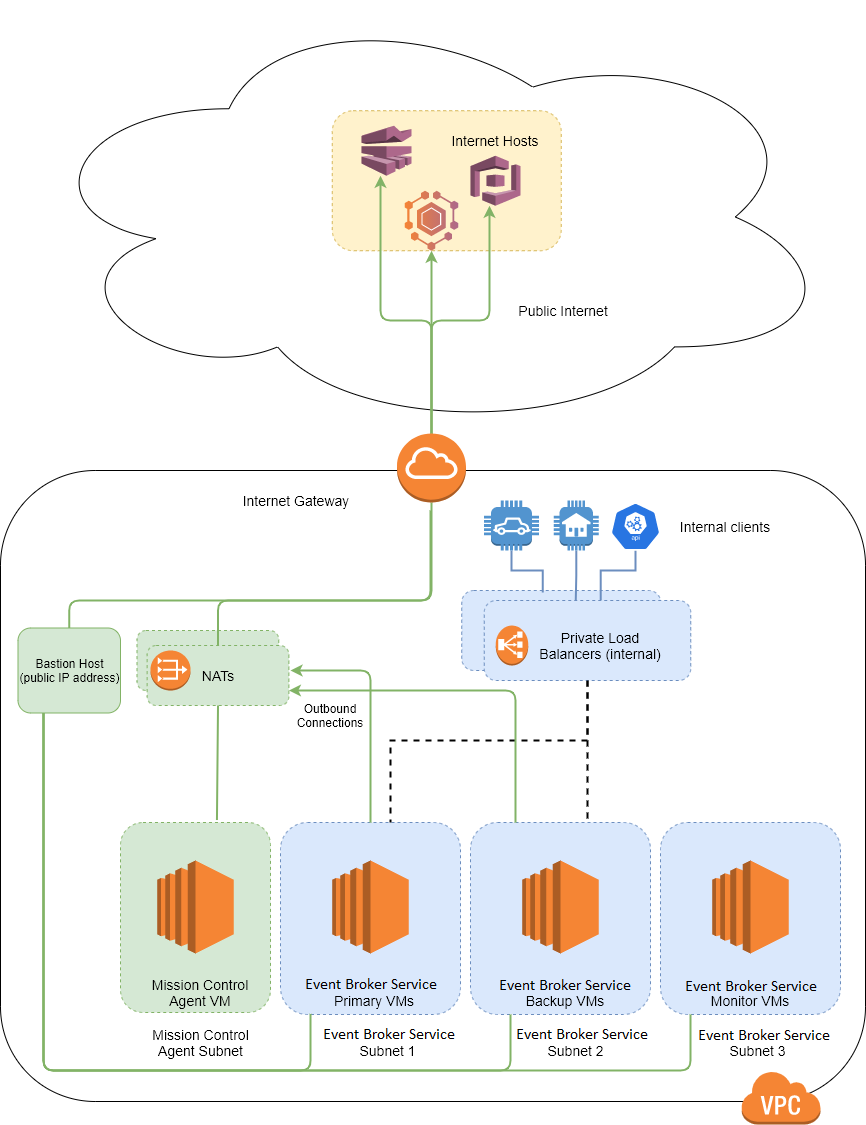 Internet Hosts
Public Internet
Internet Gateway
Internal clients
api
Private Load
Balancers (internal)
Bastion Host
(public IP address)
NATs
Outbound
Connections
Mission Control
Agent VM
Event Broker Service
Primary VMs
Event Broker Service
Backup VMs
Event Broker Service
Monitor VMs
Mission Control
Agent Subnet
Event Broker Service
Subnet 1
Event Broker Service
Subnet 2
Event Broker Service
Subnet 3
VPC